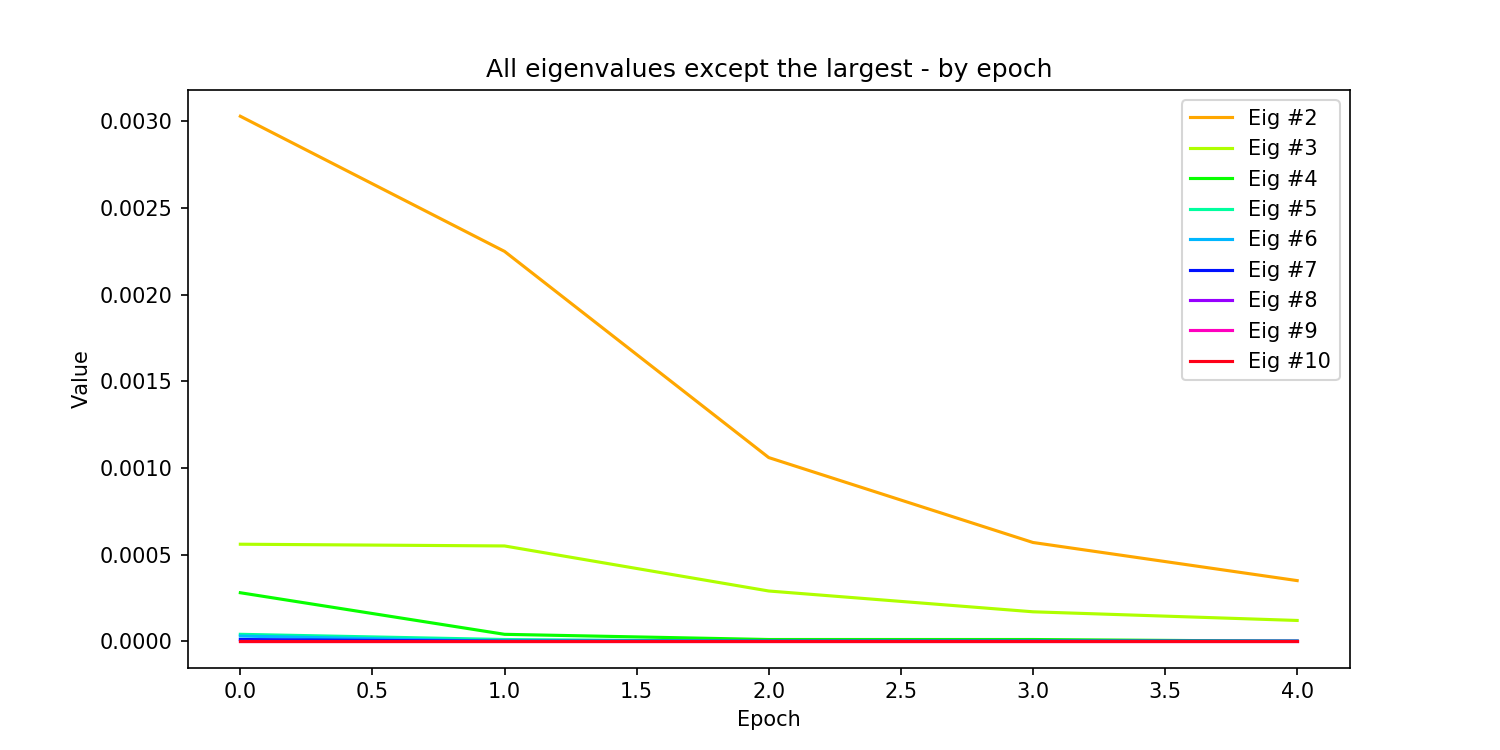 All eigenvalues except the largest - by epoch
Value
0.0030
0.0025
0.0020
0.0015
0.0010
0.0005
0.0000
Eig #2
Eig #3
Eig #4
Eig #5
Eig #6
Eig #7
Eig #8
Eig #9
Eig #10
0.0 0.5 1.0 1.5 2.0 2.5 3.0 3.5 4.0
Epoch